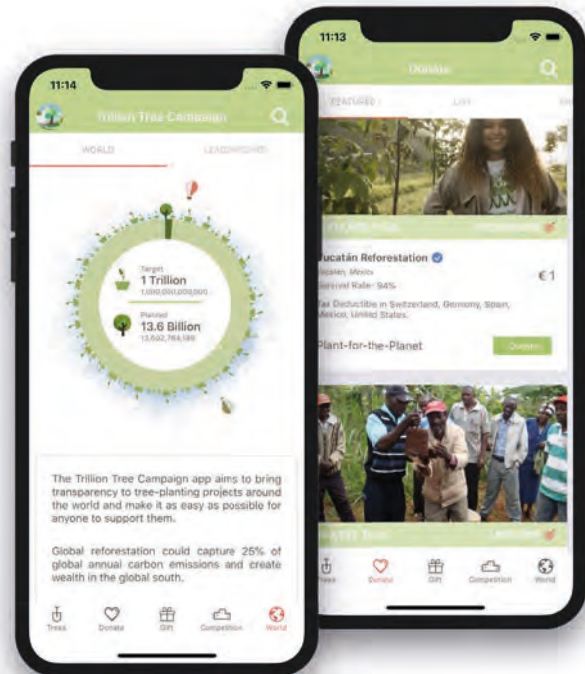 11:14
Trillion Tree Campaign
WORLD
LEADERBOARD
Target
1 Trillion
1,000,000,000,000
Planted
13.6 Billion
The Trillion Tree Campaign app aims to bring
transparency to tree-planting projects around
the world and make it as easy as possible for
anyone to support them.
Global reforestation could capture 25% of
global annual carbon emissions and create
wealth in the global south.
Trees
Donate
Gift
Competition
World
11:13
Donate
FEATURED
LIST
Yucatán Reforestation
Yucatán, Mexico
Survival Rate: 94%
€ 1
Tax Deductible in Switzerland, Germany, Spain,
Mexico, United States.
Plant-for-the-Planet
Donate
Trees
Donate
Gift
Competition
World